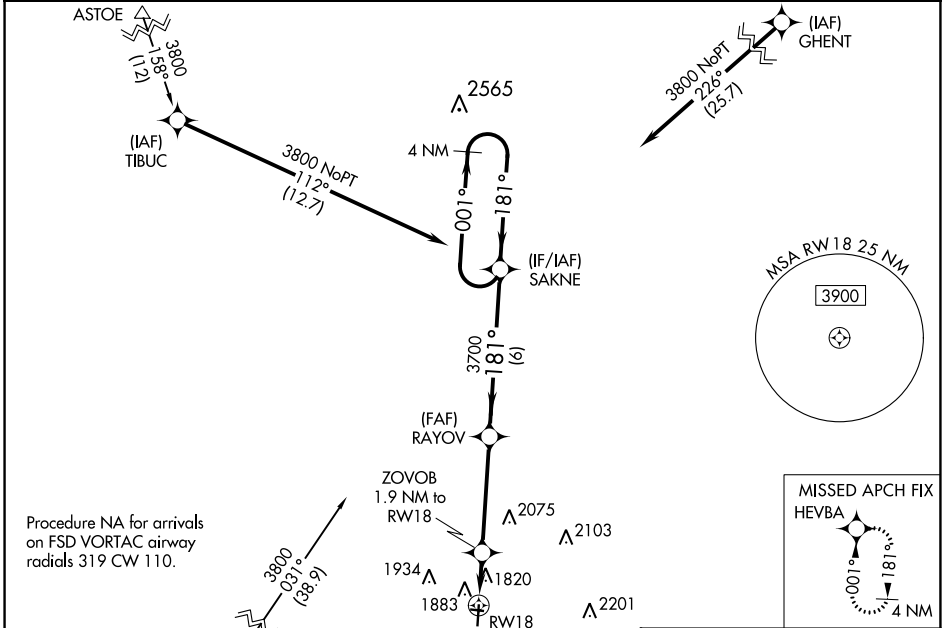 ASTOE
3800
158°
(12)
(IAF)
TIBUC
3800 NoPT
112°
(12.7)
2565
4 NM
001°
181°
(IF/IAF)
SAKNE
(IAF)
GHENT
3800 NoPT
226°
(25.7)
MSA RW18 25 NM
3900
3700
181°
(6)
(FAF)
RAYOV
ZOVOB
1.9 NM to
RW18
2075
2103
1934
1820
1883
RW18
2201
Procedure NA for arrivals
on FSD VORTAC airway
radials 319 CW 110.
3800
031°
(38.9)
MISSED APCH FIX
HEVBA
001°
181°
4 NM